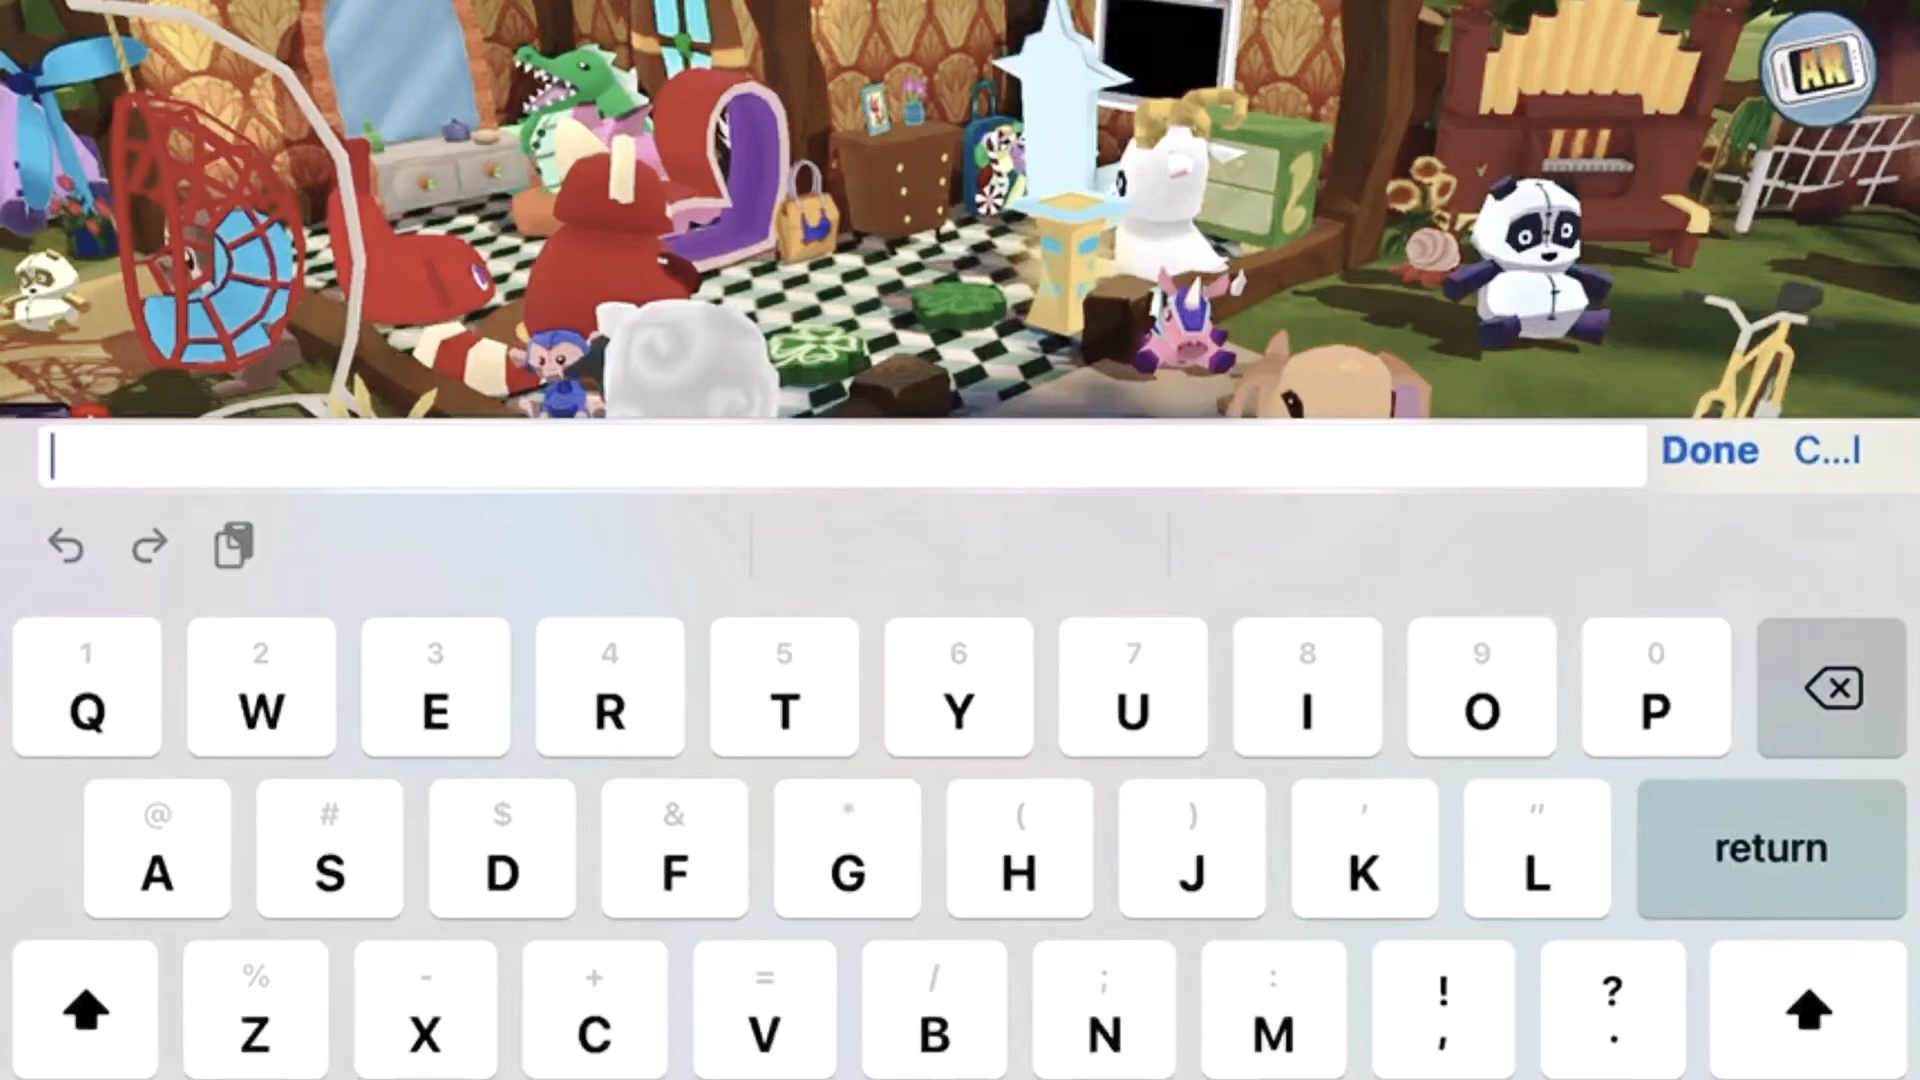 AR
Done C...l
1 2 3 4 5 6 7 8 9 0
Q W E R T Y U I O P
@ # $ & * ( ) ' "
A S D F G H J K L return
% - + = / ; : ! ?
Z X C V B N M , .